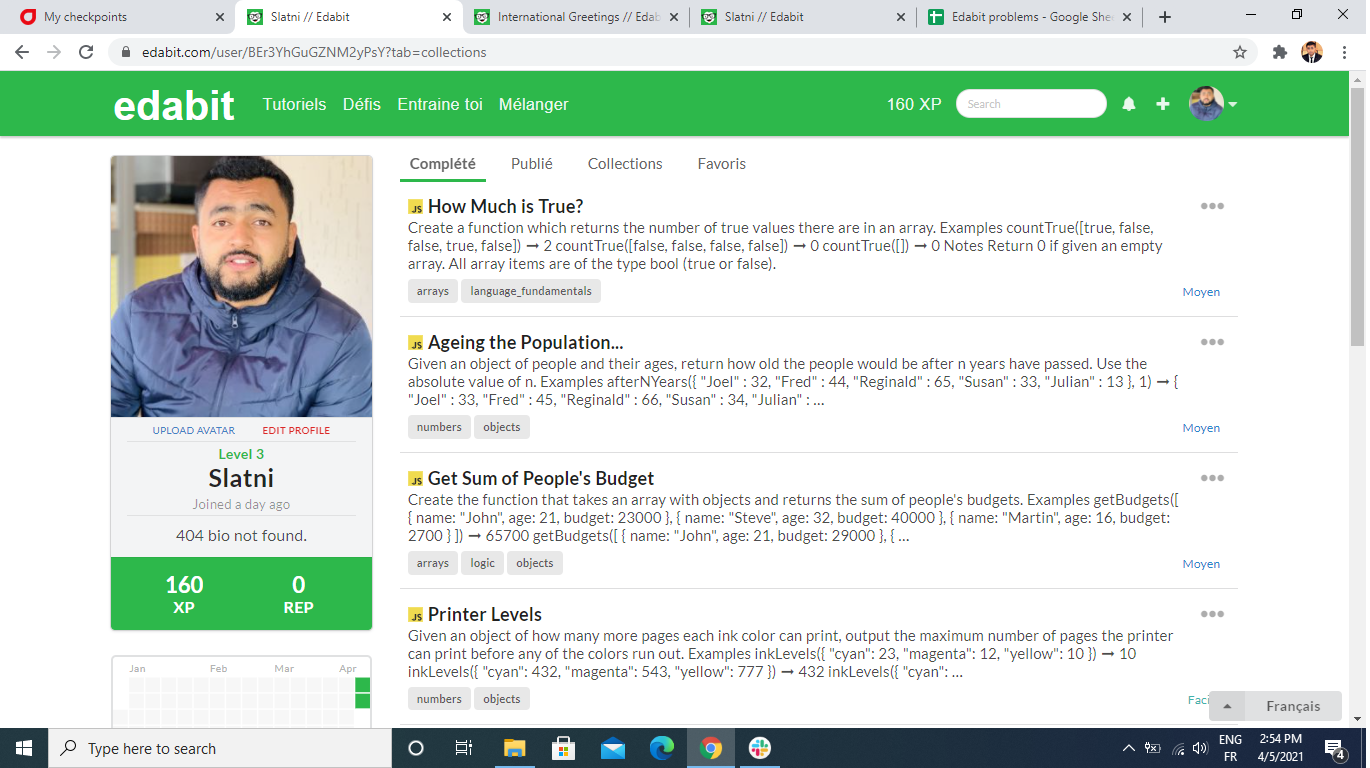 My checkpoints
Slatni // Edabit
International Greetings // Edab
Slatni // Edabit
Edabit problems - Google She
edabit.com/user/BEr3YhGuGZNM2yPsY?tab=collections
edabit Tutoriels Défis Entraine toi Mélanger 160 XP Search
Complété Publié Collections Favoris
JS How Much is True?
Create a function which returns the number of true values there are in an array. Examples countTrue([true, false,
false, true, false]) ➞ 2 countTrue([false, false, false, false]) ➞ 0 countTrue([]) ➞ 0 Notes Return 0 if given an empty
array. All array items are of the type bool (true or false).
arrays language_fundamentals
Moyen
JS Ageing the Population...
Given an object of people and their ages, return how old the people would be after n years have passed. Use the
absolute value of n. Examples afterNYears({ "Joel" : 32, "Fred" : 44, "Reginald" : 65, "Susan" : 33, "Julian" : 13 }, 1) ➞ {
"Joel" : 33, "Fred" : 45, "Reginald" : 66, "Susan" : 34, "Julian" : ...
numbers objects
Moyen
JS Get Sum of People's Budget
Create the function that takes an array with objects and returns the sum of people's budgets. Examples getBudgets([
{ name: "John", age: 21, budget: 23000 }, { name: "Steve", age: 32, budget: 40000 }, { name: "Martin", age: 16, budget:
2700 } ]) ➞ 65700 getBudgets([ { name: "John", age: 21, budget: 29000 }, { ...
arrays logic objects
Moyen
JS Printer Levels
Given an object of how many more pages each ink color can print, output the maximum number of pages the printer
can print before any of the colors run out. Examples inkLevels({ "cyan": 23, "magenta": 12, "yellow": 10 }) ➞ 10
inkLevels({ "cyan": 432, "magenta": 543, "yellow": 777 }) ➞ 432 inkLevels({ "cyan": ...
numbers objects
Faci
Français
UPLOAD AVATAR EDIT PROFILE
Level 3
Slatni
Joined a day ago
404 bio not found.
160 0
XP REP
Jan Feb Mar Apr
Type here to search
ENG
FR
2:54 PM
4/5/2021
4